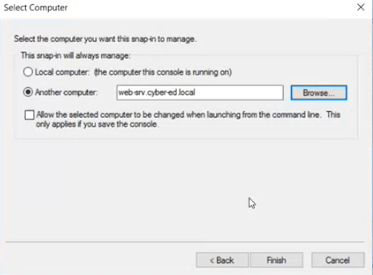 Select Computer
Select the computer you want this snap-in to manage.
This snap-in will always manage:
Local computer: (the computer this console is running on)
Another computer: web-srv.cyber-ed.local Browse...
Allow the selected computer to be changed when launching from the command line. This
only applies if you save the console.
< Back Finish Cancel